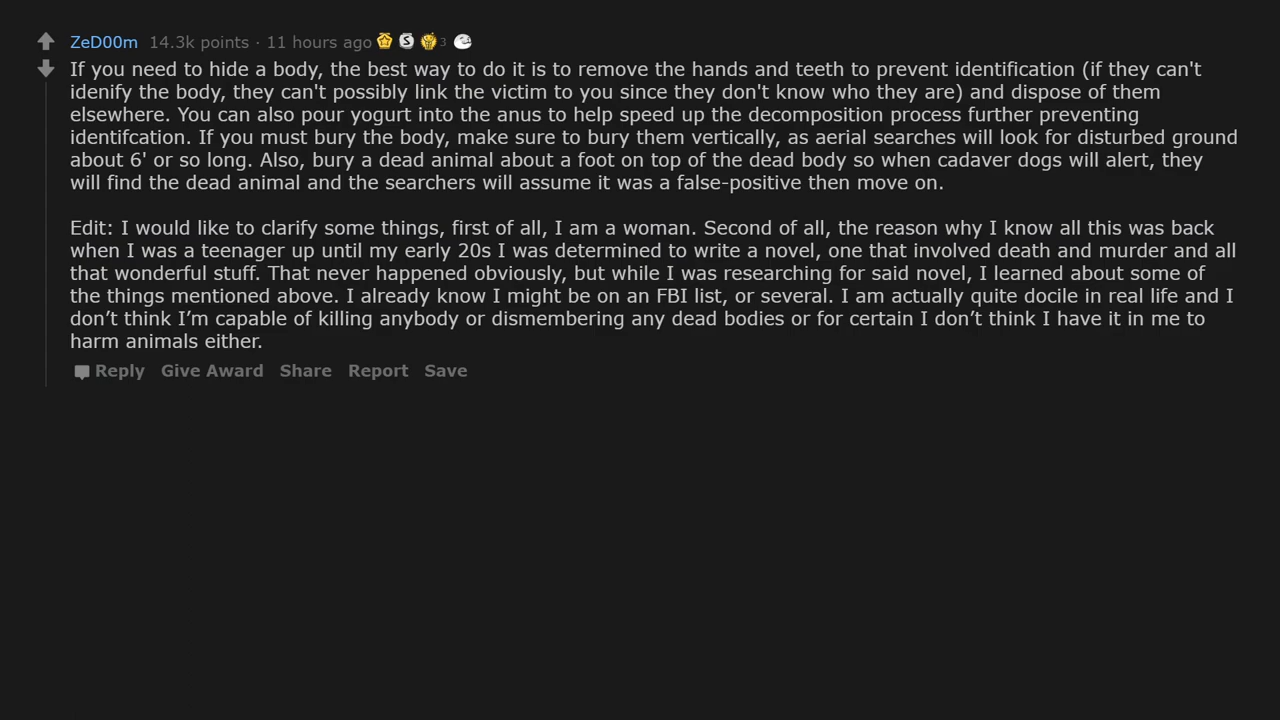 ZeD00m 14.3k points · 11 hours ago 3
If you need to hide a body, the best way to do it is to remove the hands and teeth to prevent identification (if they can't
idenify the body, they can't possibly link the victim to you since they don't know who they are) and dispose of them
elsewhere. You can also pour yogurt into the anus to help speed up the decomposition process further preventing
identifcation. If you must bury the body, make sure to bury them vertically, as aerial searches will look for disturbed ground
about 6' or so long. Also, bury a dead animal about a foot on top of the dead body so when cadaver dogs will alert, they
will find the dead animal and the searchers will assume it was a false-positive then move on.
Edit: I would like to clarify some things, first of all, I am a woman. Second of all, the reason why I know all this was back
when I was a teenager up until my early 20s I was determined to write a novel, one that involved death and murder and all
that wonderful stuff. That never happened obviously, but while I was researching for said novel, I learned about some of
the things mentioned above. I already know I might be on an FBI list, or several. I am actually quite docile in real life and I
don’t think I’m capable of killing anybody or dismembering any dead bodies or for certain I don’t think I have it in me to
harm animals either.
Reply Give Award Share Report Save